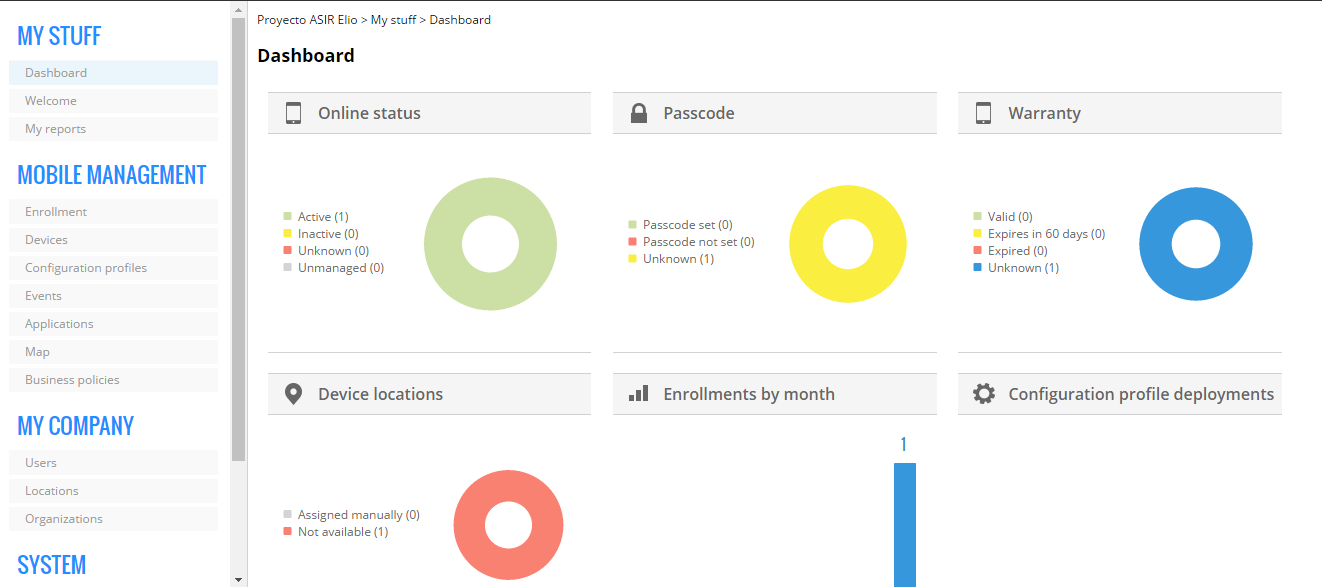 MY STUFF
Dashboard
Welcome
My reports
MOBILE MANAGEMENT
Enrollment
Devices
Configuration profiles
Events
Applications
Map
Business policies
MY COMPANY
Users
Locations
Organizations
SYSTEM
Proyecto ASIR Elio > My stuff > Dashboard
Dashboard
Online status
Active (1)
Inactive (0)
Unknown (0)
Unmanaged (0)
Passcode
Passcode set (0)
Passcode not set (0)
Unknown (1)
Warranty
Valid (0)
Expires in 60 days (0)
Expired (0)
Unknown (1)
Device locations
Assigned manually (0)
Not available (1)
Enrollments by month
1
Configuration profile deployments